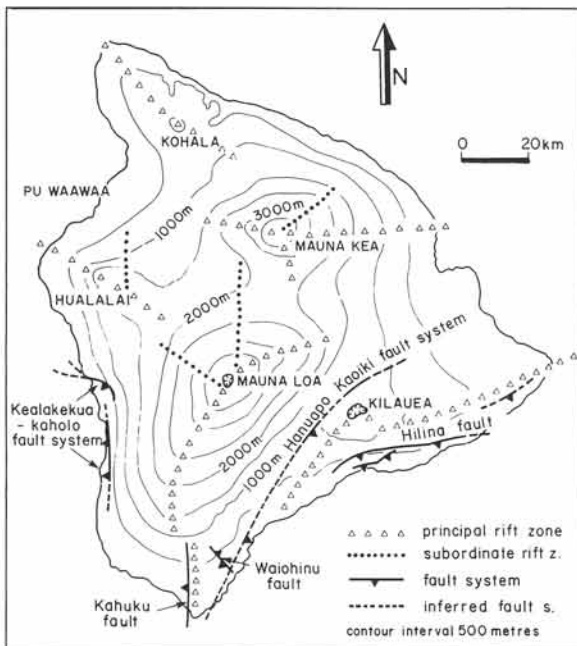 N
KOHALA
0 20km
PU WAAWAA
1000m
3000m
MAUNA KEA
HUALALAI
2000m
MAUNA LOA
Kealakekua
- kaholo
fault system
Hanuapo Kaoiki fault system
KILAUEA
2000m
1000m
Hilina fault
Waiohinu
fault
Kahuku
fault
principal rift zone
subordinate rift z.
fault system
inferred fault s.
contour interval 500 metres